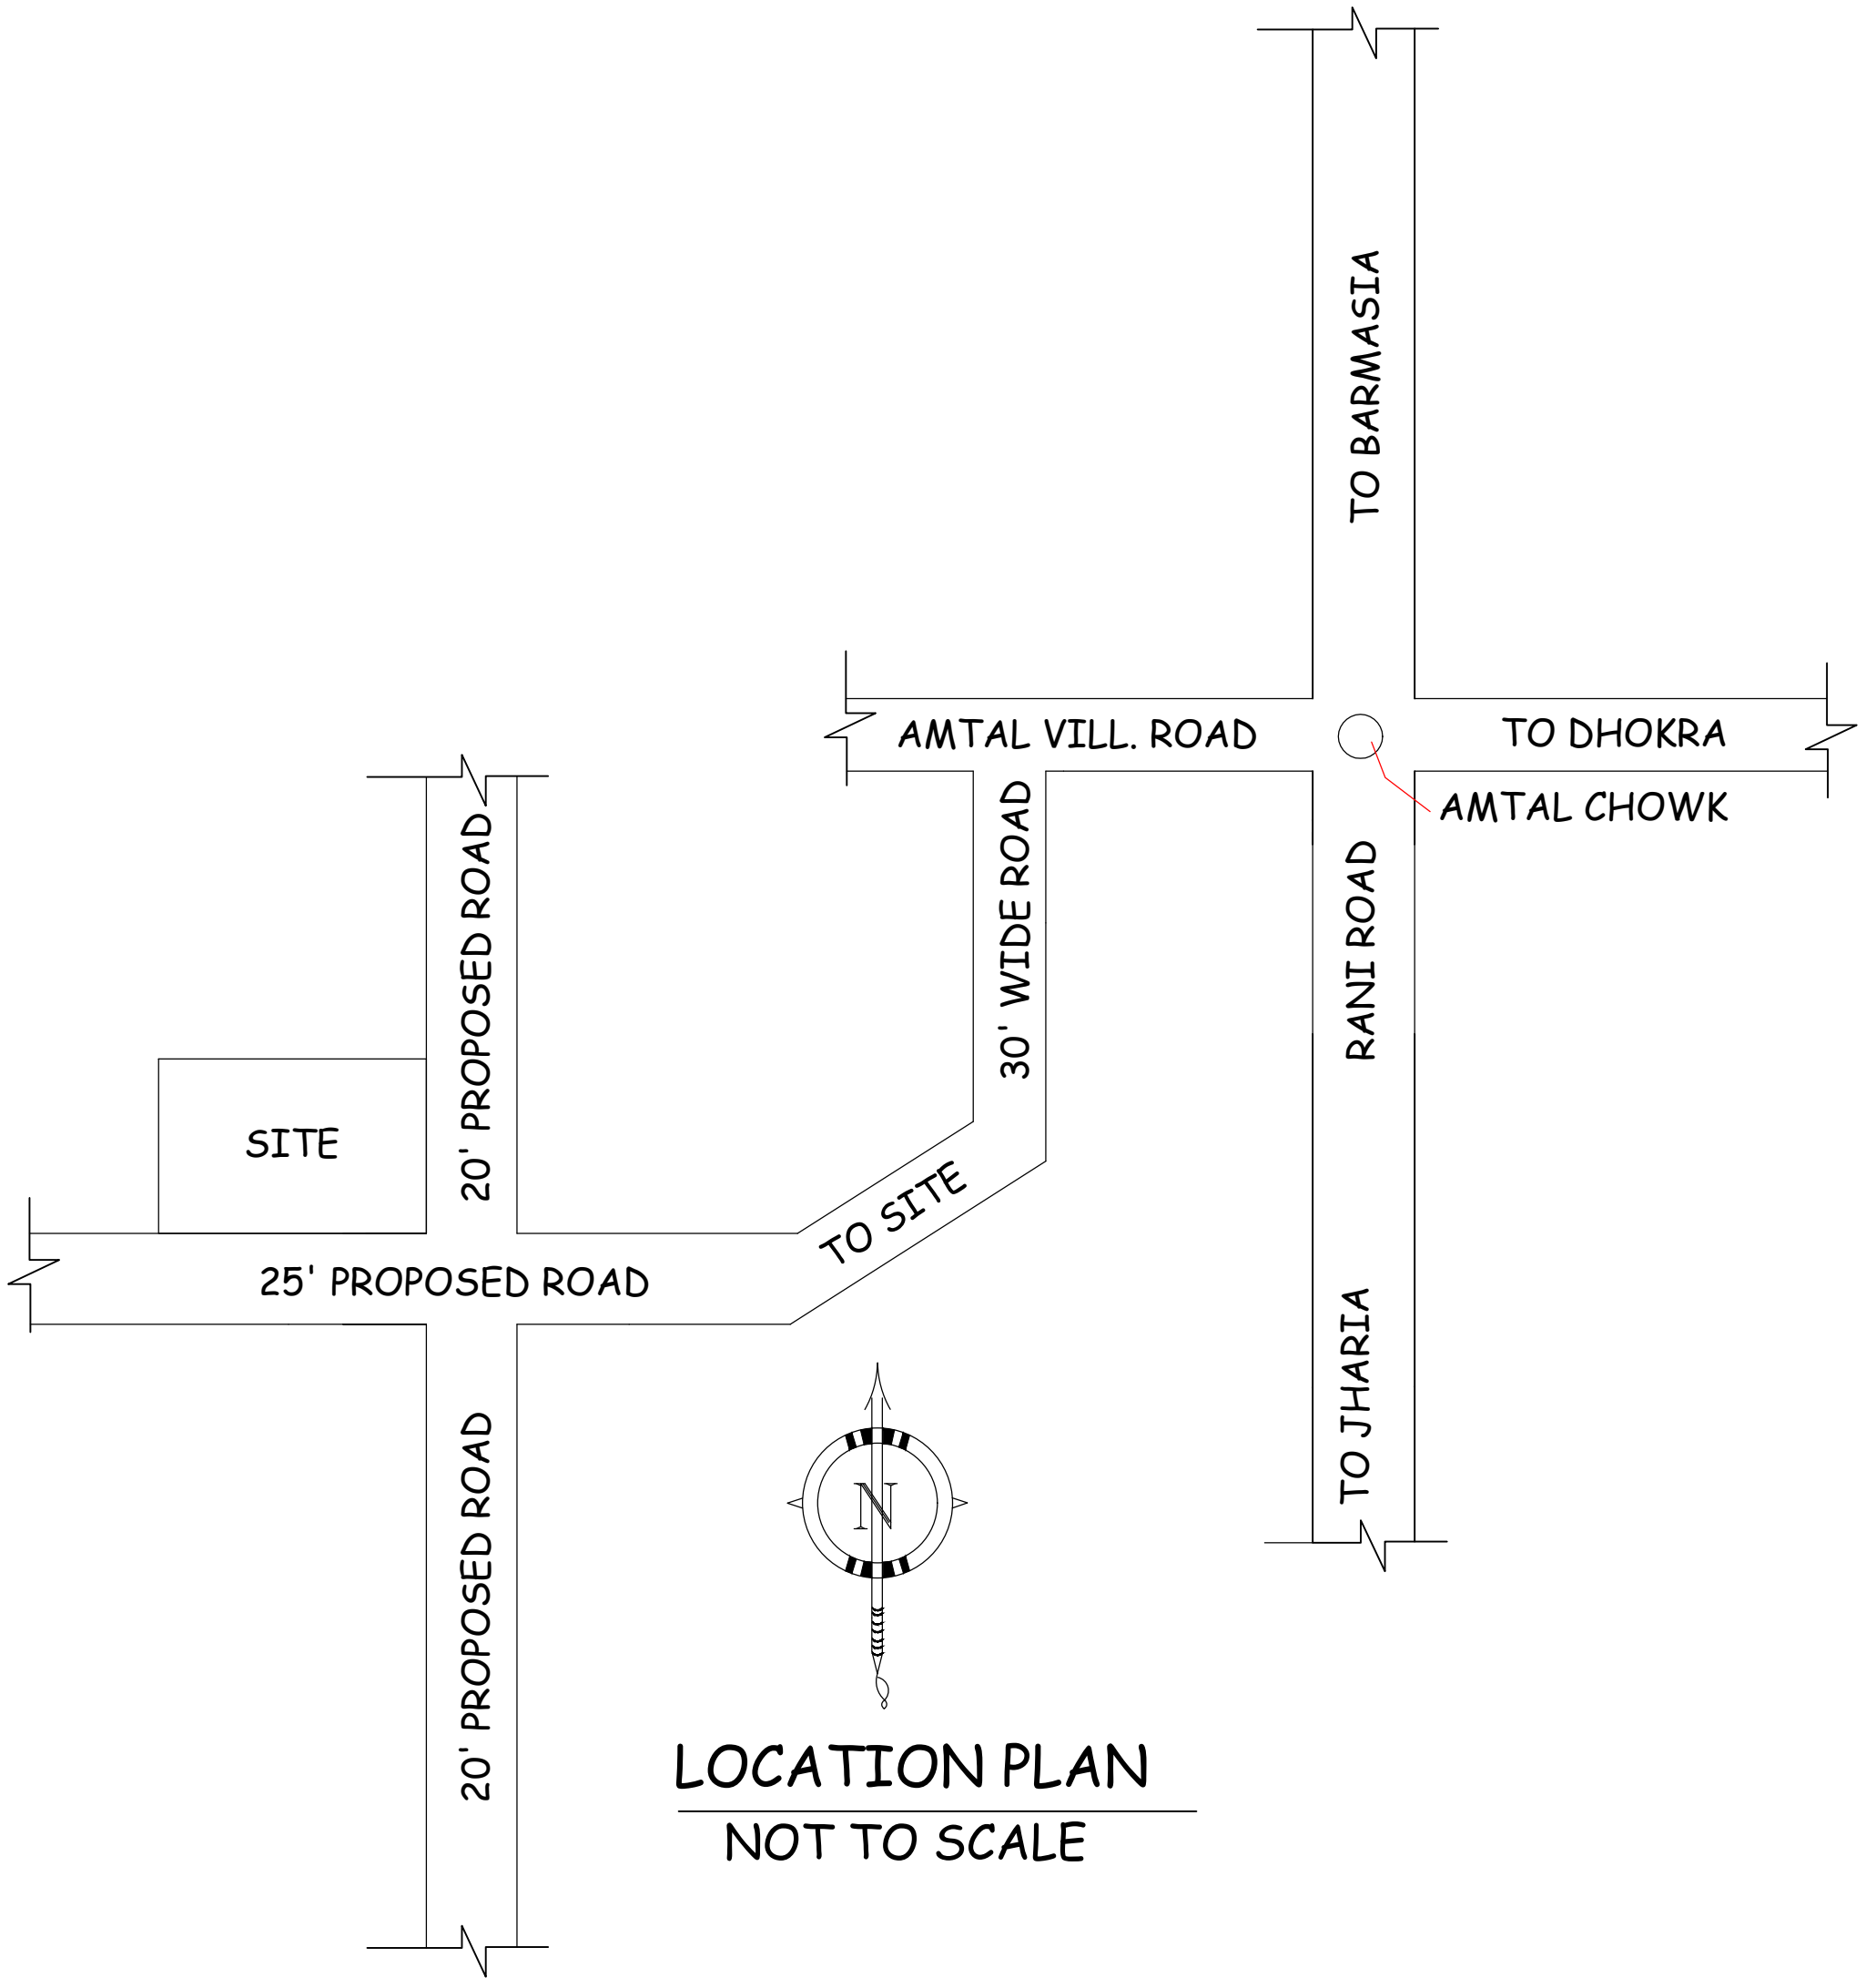 TO BARMASIA
AMTAL VILL. ROAD
TO DHOKRA
AMTAL CHOWK
30' WIDE ROAD
RANI ROAD
20' PROPOSED ROAD
SITE
TO SITE
25' PROPOSED ROAD
TO JHARIA
20' PROPOSED ROAD
N
LOCATION PLAN
NOT TO SCALE